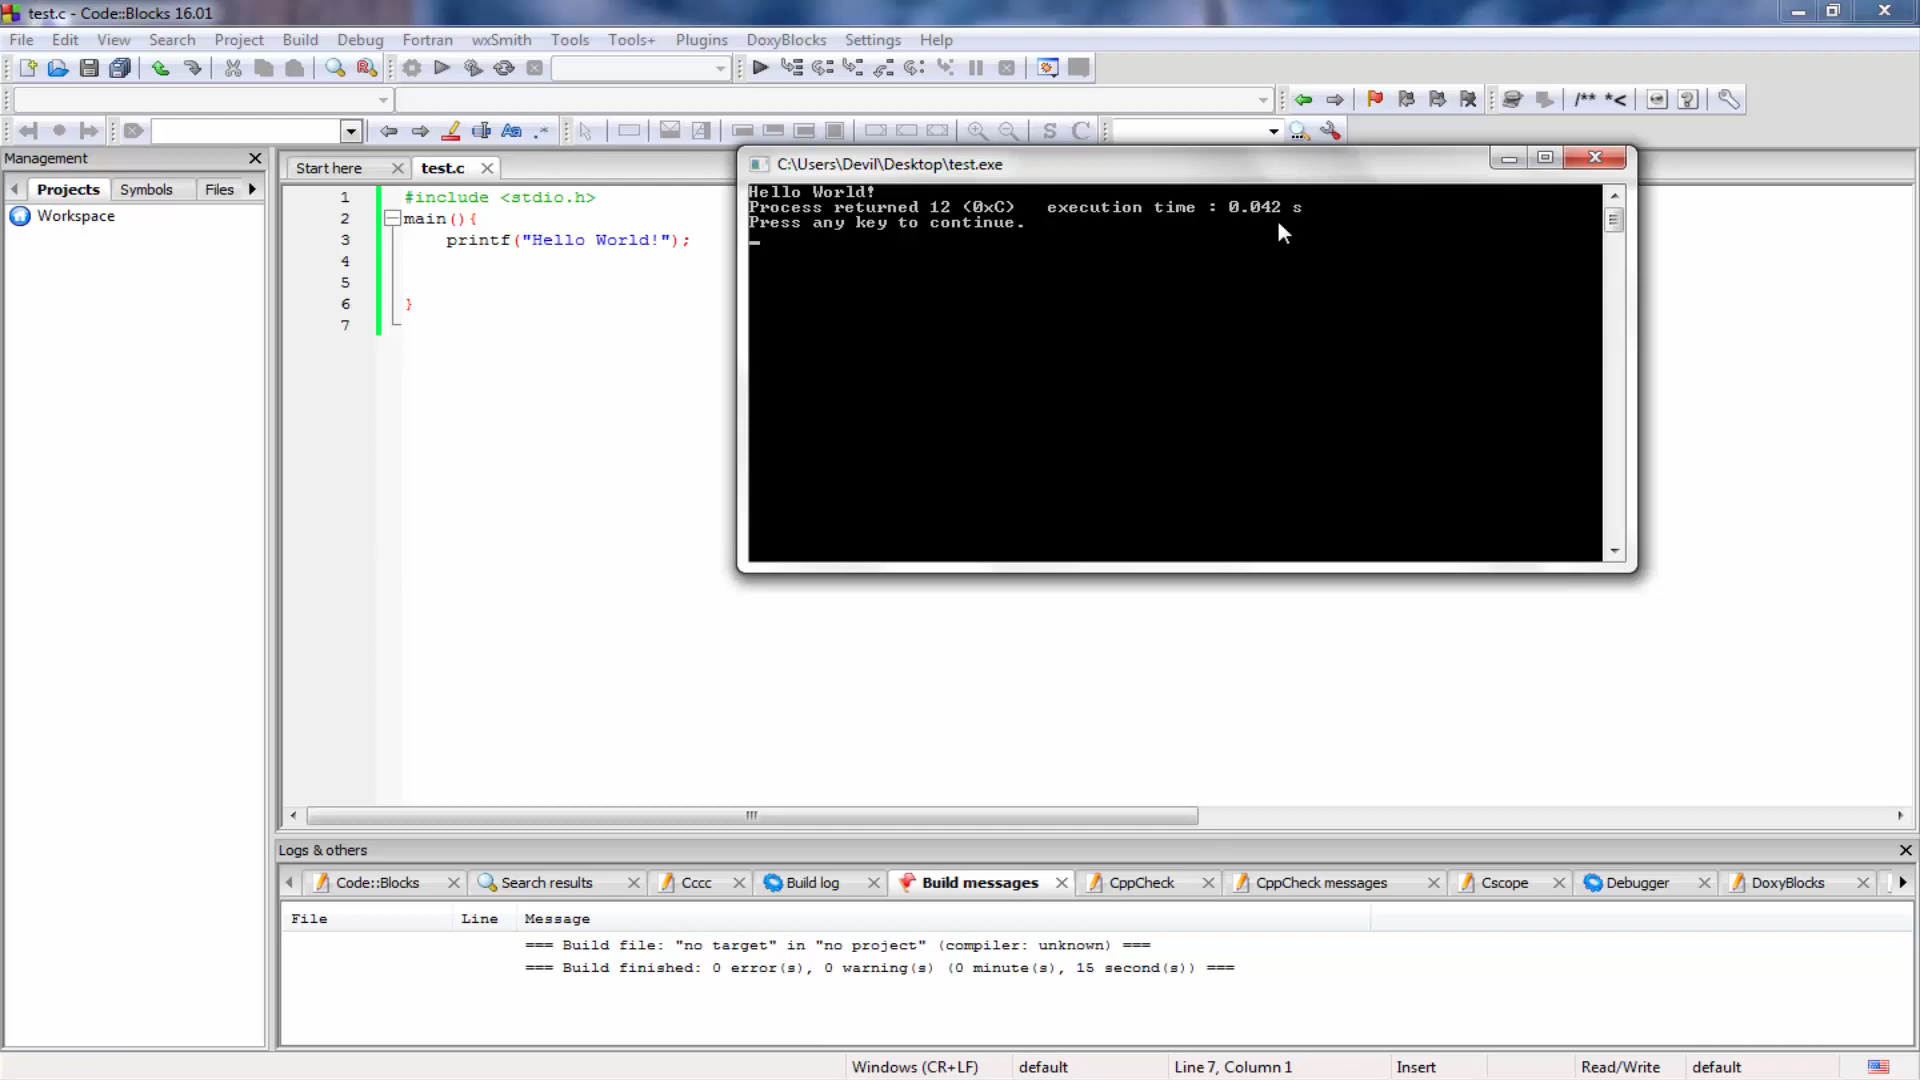 test.c - Code::Blocks 16.01
File Edit View Search Project Build Debug Fortran wxSmith Tools Tools+ Plugins DoxyBlocks Settings Help
/** *<
Aa .*
S C
Management
Projects Symbols Files
Workspace
Start here test.c
1 #include <stdio.h>
2 main(){
3 printf("Hello World!");
4
5
6 }
7
C:\Users\Devil\Desktop\test.exe
Hello World!
Process returned 12 (0xC) execution time : 0.042 s
Press any key to continue.
Logs & others
Code::Blocks Search results Cccc Build log Build messages CppCheck CppCheck messages Cscope Debugger DoxyBlocks
File Line Message
=== Build file: "no target" in "no project" (compiler: unknown) ===
=== Build finished: 0 error(s), 0 warning(s) (0 minute(s), 15 second(s)) ===
Windows (CR+LF) default Line 7, Column 1 Insert Read/Write default